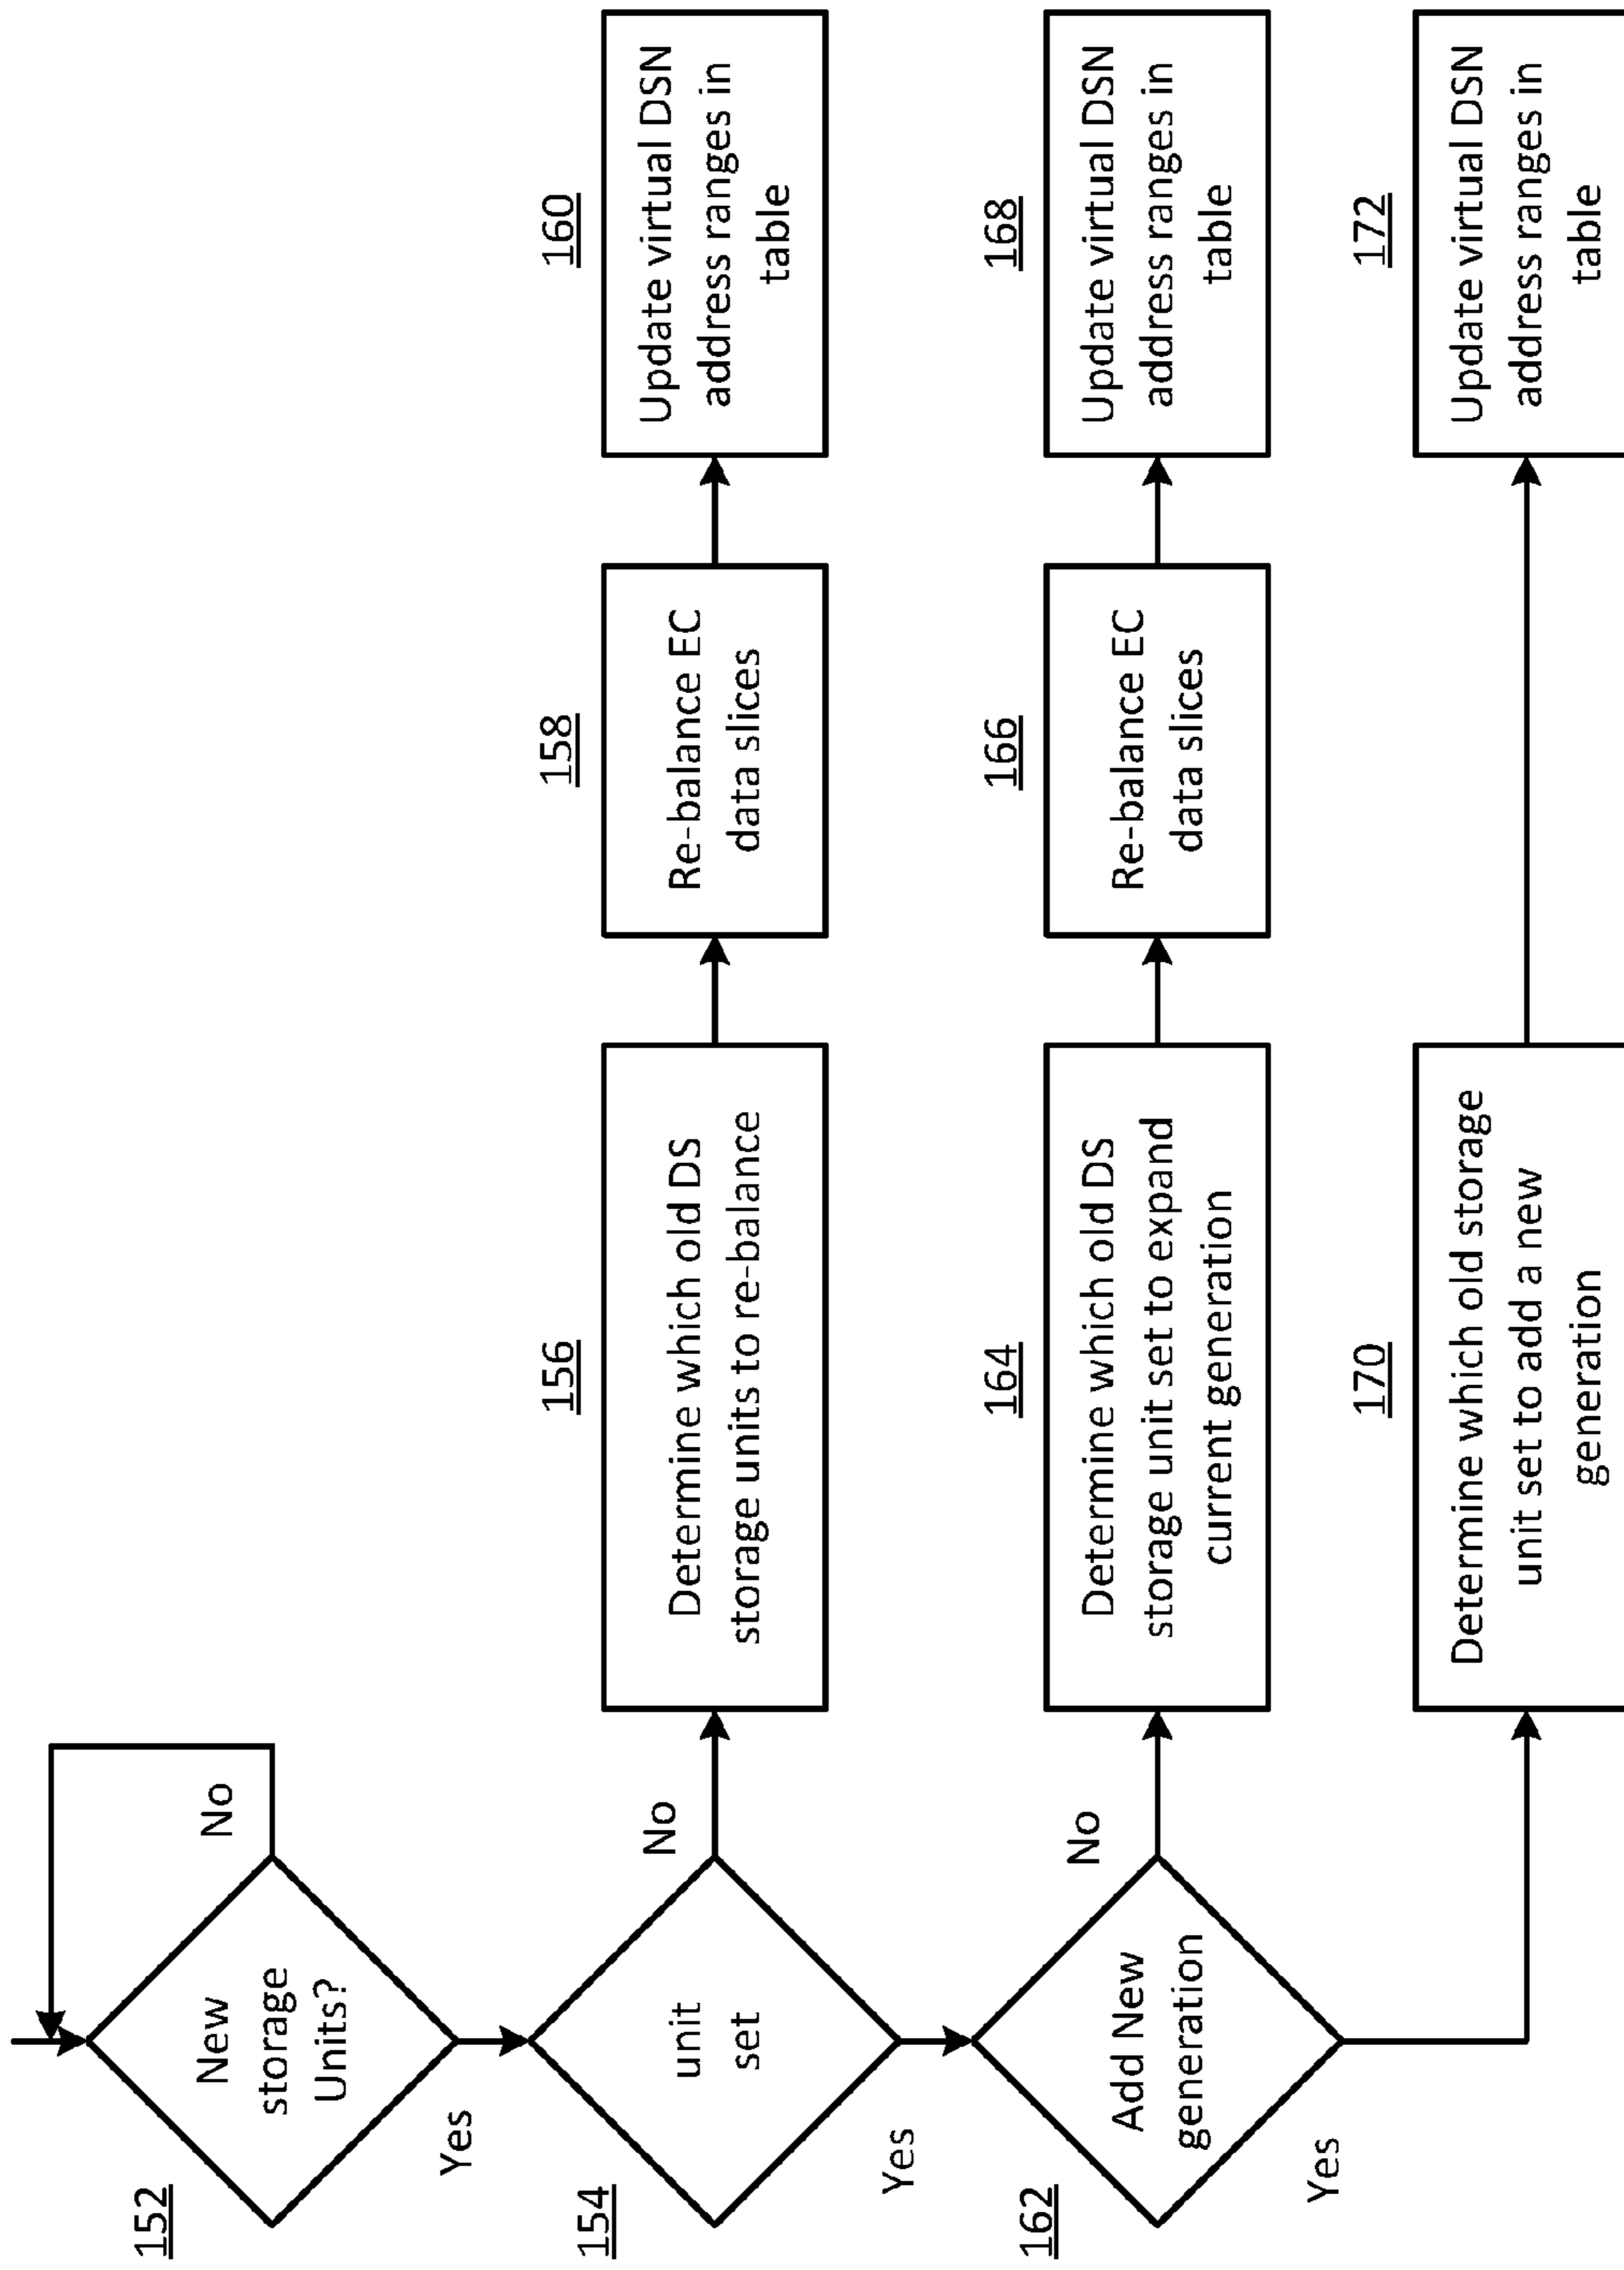 152
New
storage
Units?
No
Yes
154
unit
set
No
Yes
156
Determine which old DS
storage units to re-balance
158
Re-balance EC
data slices
160
Update virtual DSN
address ranges in
table
162
Add New
generation
No
Yes
164
Determine which old DS
storage unit set to expand
current generation
166
Re-balance EC
data slices
168
Update virtual DSN
address ranges in
table
170
Determine which old storage
unit set to add a new
generation
172
Update virtual DSN
address ranges in
table